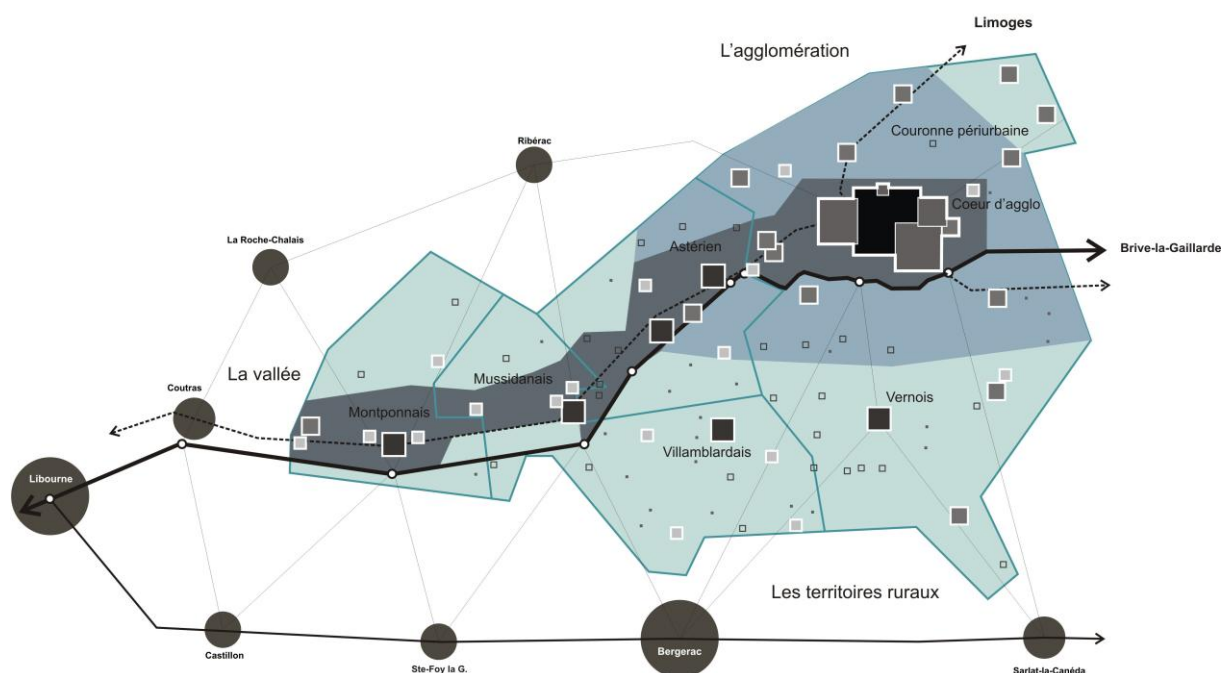 Limoges
L'agglomération
Couronne périurbaine
Ribérac
Coeur d'agglo
La Roche-Chalais
Astérien
Brive-la-Gaillarde
La vallée
Mussidanais
Coutras
Montponnais
Vernois
Villamblardais
Libourne
Les territoires ruraux
Castillon
Ste-Foy la G.
Bergerac
Sarlat-la-Canéda